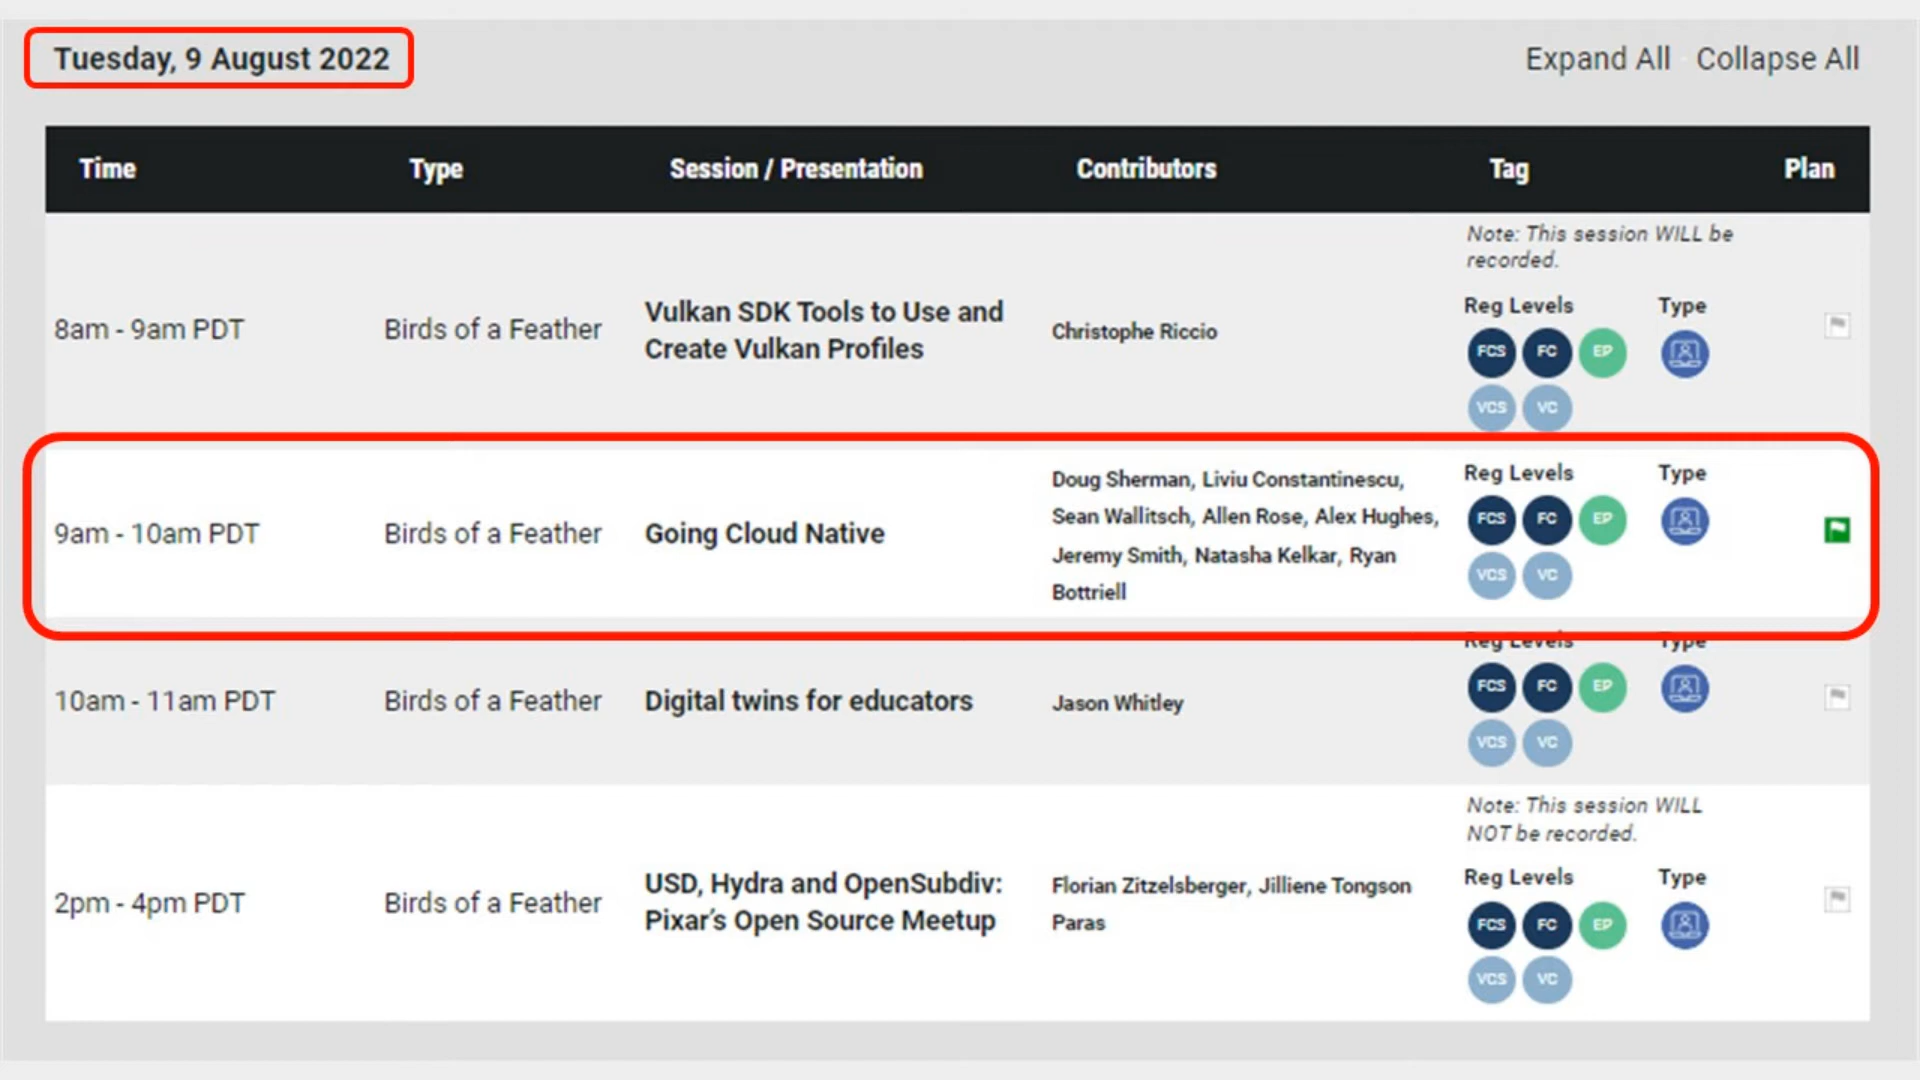 Tuesday, 9 August 2022
Expand All - Collapse All
Time Type Session / Presentation Contributors Tag Plan
Note: This session WILL be
recorded.
Reg Levels Type
8am - 9am PDT Birds of a Feather Vulkan SDK Tools to Use and
Create Vulkan Profiles
Christophe Riccio
FCS FC EP
VCS VC
9am - 10am PDT Birds of a Feather Going Cloud Native
Doug Sherman, Liviu Constantinescu,
Sean Wallitsch, Allen Rose, Alex Hughes,
Jeremy Smith, Natasha Kelkar, Ryan
Bottriell
Reg Levels Type
FCS FC EP
VCS VC
10am - 11am PDT Birds of a Feather Digital twins for educators Jason Whitley
Reg Levels Type
FCS FC EP
VCS VC
2pm - 4pm PDT Birds of a Feather USD, Hydra and OpenSubdiv:
Pixar's Open Source Meetup
Florian Zitzelsberger, Jilliene Tongson
Paras
Note: This session WILL
NOT be recorded.
Reg Levels Type
FCS FC EP
VCS VC